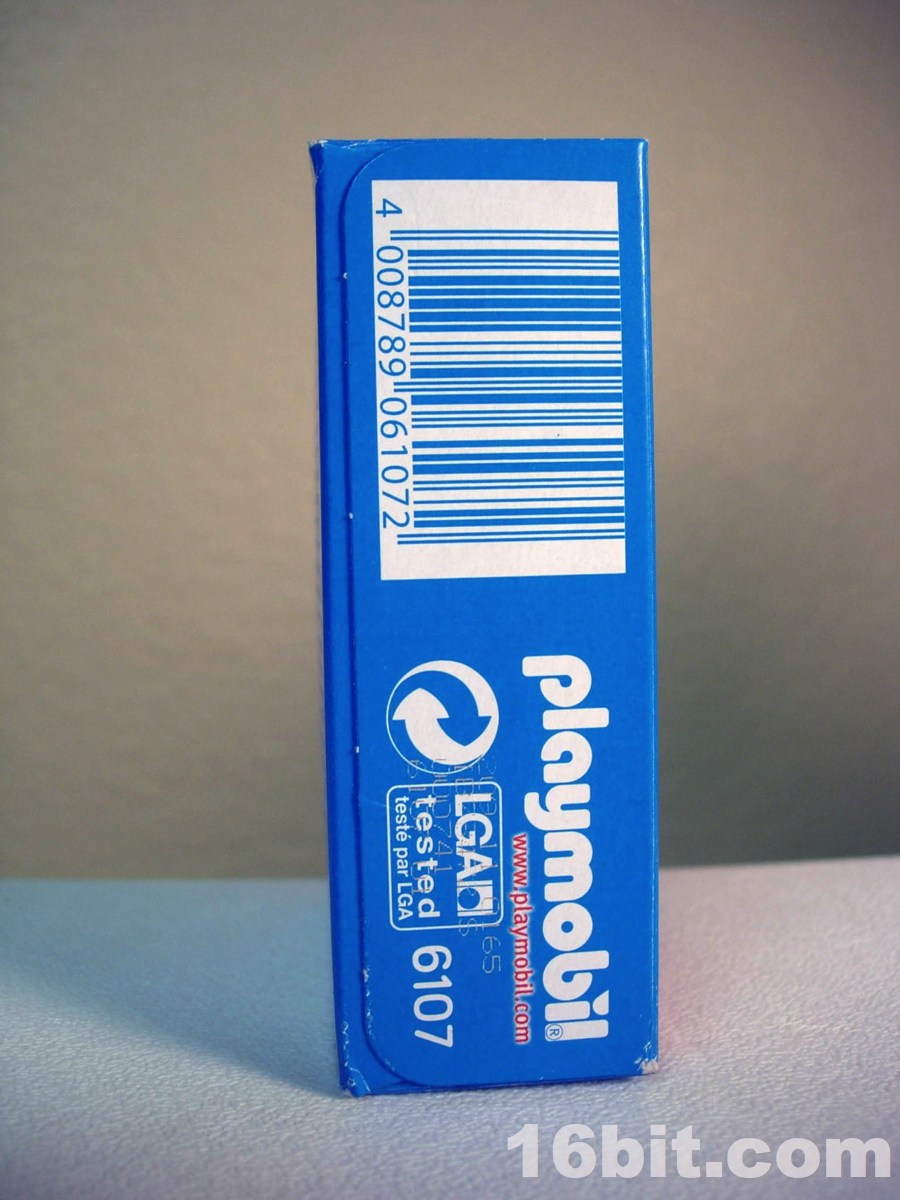 4 008789 061072
playmobil®
www.playmobil.com
LGA
tested
testé par LGA
6107
16bit.com